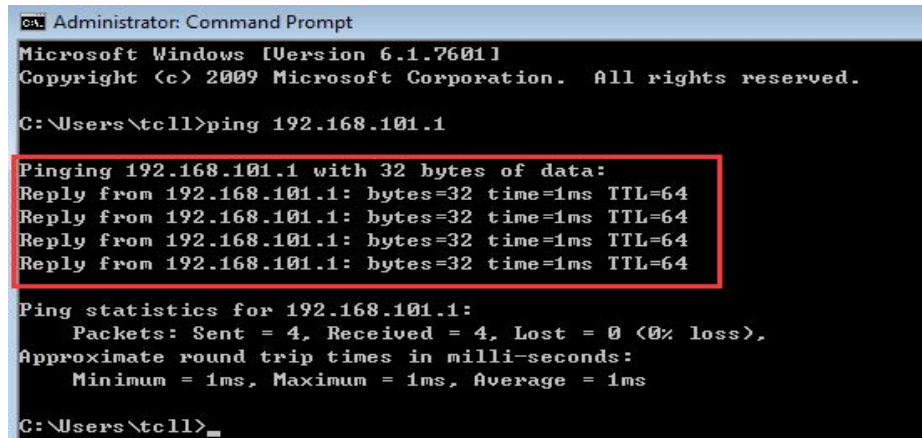 Administrator: Command Prompt
Microsoft Windows [Version 6.1.7601]
Copyright (c) 2009 Microsoft Corporation.  All rights reserved.
C:\Users\tcll>ping 192.168.101.1
Pinging 192.168.101.1 with 32 bytes of data:
Reply from 192.168.101.1: bytes=32 time=1ms TTL=64
Reply from 192.168.101.1: bytes=32 time=1ms TTL=64
Reply from 192.168.101.1: bytes=32 time=1ms TTL=64
Reply from 192.168.101.1: bytes=32 time=1ms TTL=64
Ping statistics for 192.168.101.1:
    Packets: Sent = 4, Received = 4, Lost = 0 (0% loss),
Approximate round trip times in milli-seconds:
    Minimum = 1ms, Maximum = 1ms, Average = 1ms
C:\Users\tcll>_